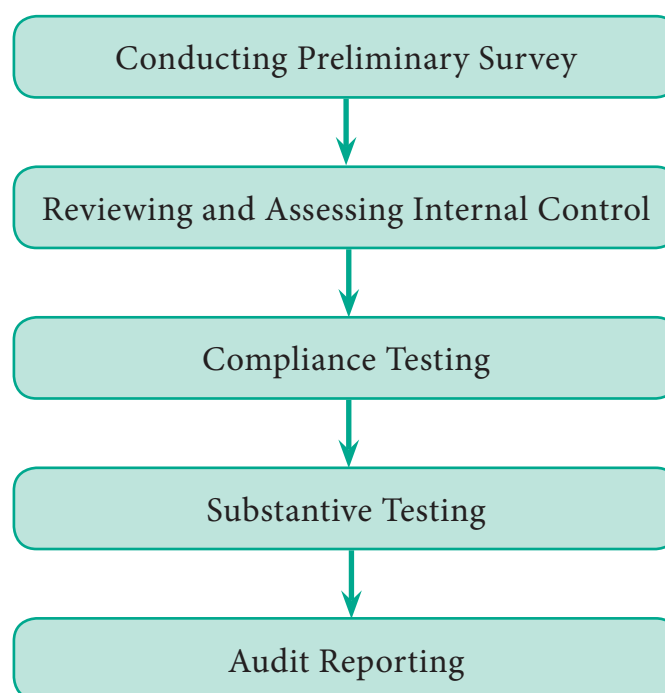 Conducting Preliminary Survey
Reviewing and Assessing Internal Control
Compliance Testing
Substantive Testing
Audit Reporting